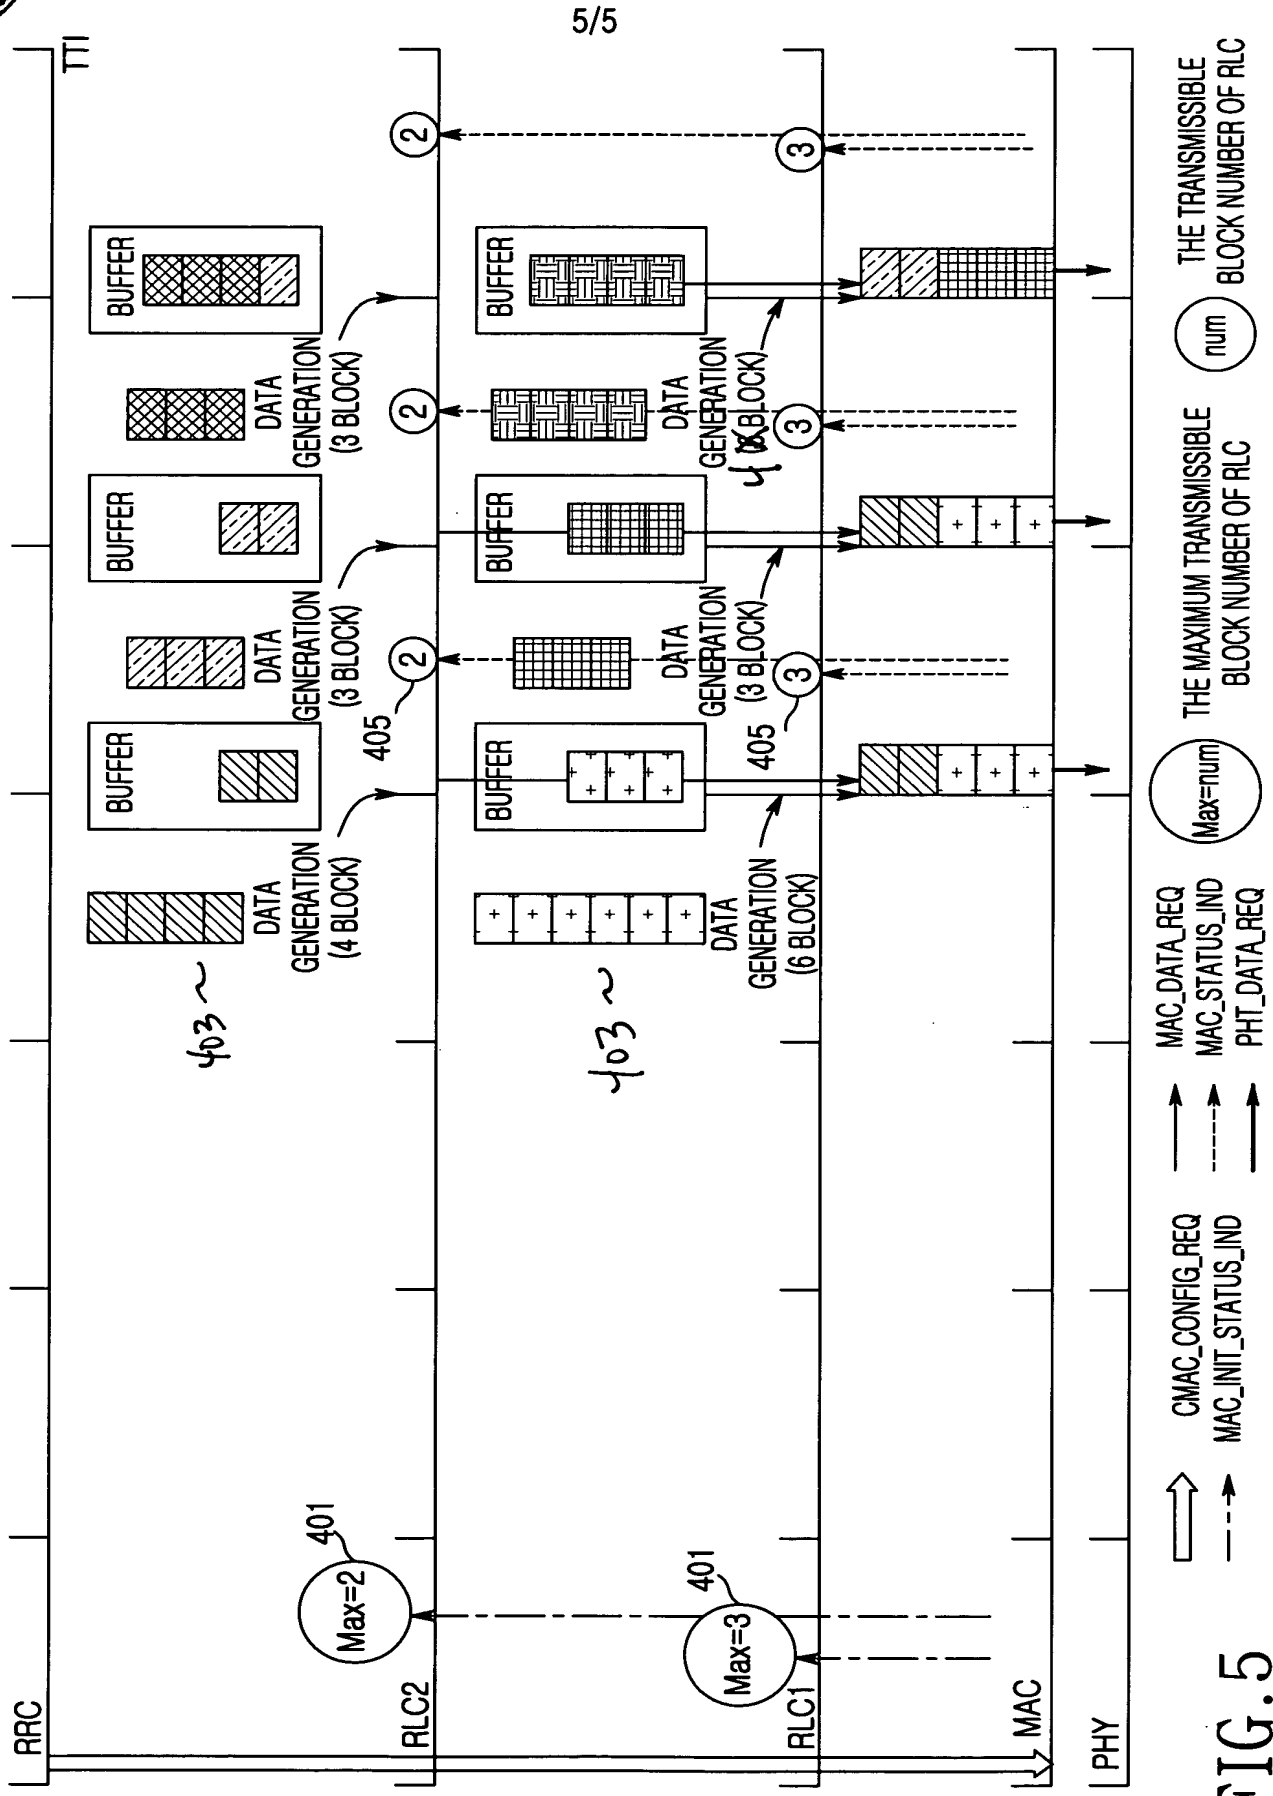 5/5
TTI
RRC
401
Max=2
403 ~
DATA
GENERATION
(4 BLOCK)
BUFFER
DATA
GENERATION
(3 BLOCK)
BUFFER
DATA
GENERATION
(3 BLOCK)
BUFFER
RLC2
405
2
2
2
401
Max=3
403 ~
DATA
GENERATION
(6 BLOCK)
BUFFER
DATA
GENERATION
(3 BLOCK)
BUFFER
DATA
GENERATION
4 BLOCK)
BUFFER
RLC1
405
3
3
3
MAC
PHY
CMAC_CONFIG_REQ
MAC_INIT_STATUS_IND
MAC_DATA_REQ
MAC_STATUS_IND
PHT_DATA_REQ
Max=num
THE MAXIMUM TRANSMISSIBLE
BLOCK NUMBER OF RLC
num
THE TRANSMISSIBLE
BLOCK NUMBER OF RLC
FIG.5